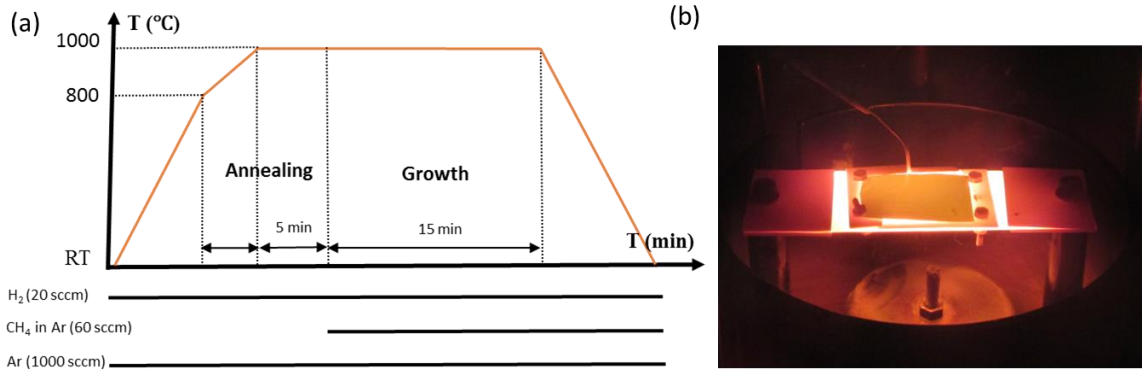 (a)
T (℃)
1000
800
Annealing
Growth
5 min
15 min
RT
T (min)
H₂ (20 sccm)
CH₄ in Ar (60 sccm)
Ar (1000 sccm)
(b)